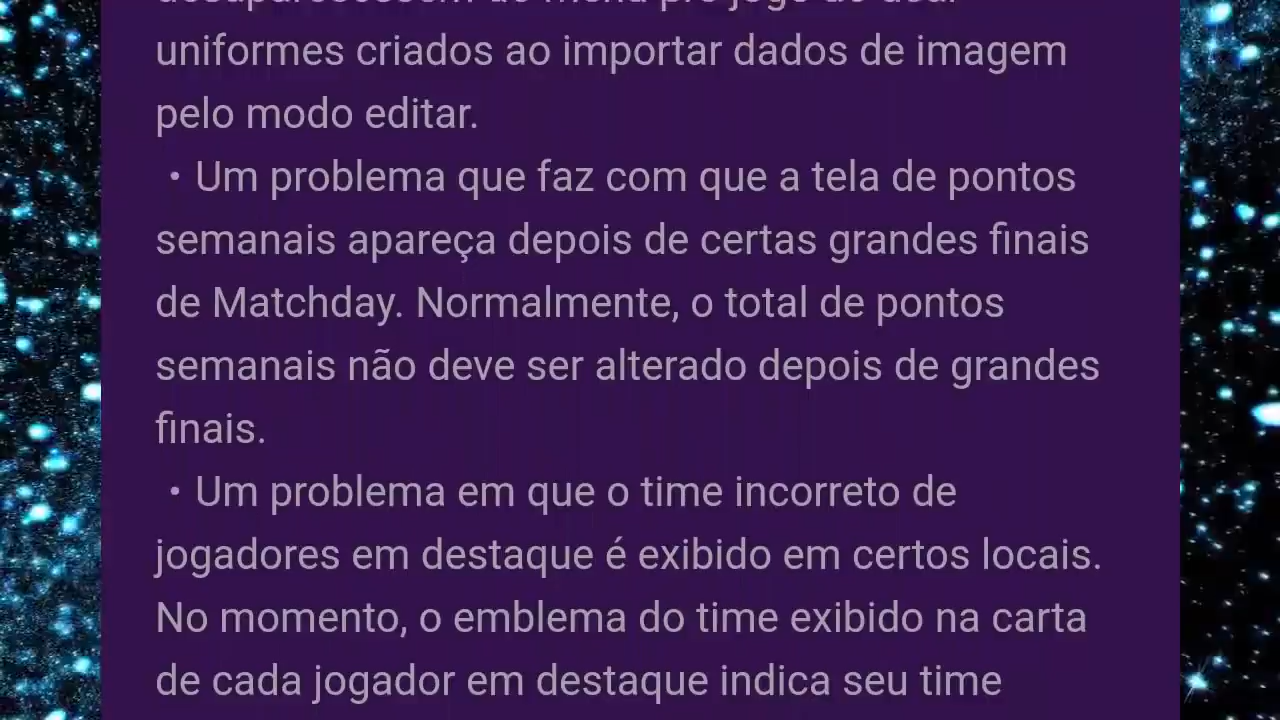 uniformes criados ao importar dados de imagem
pelo modo editar.
・Um problema que faz com que a tela de pontos
semanais apareça depois de certas grandes finais
de Matchday. Normalmente, o total de pontos
semanais não deve ser alterado depois de grandes
finais.
・Um problema em que o time incorreto de
jogadores em destaque é exibido em certos locais.
No momento, o emblema do time exibido na carta
de cada jogador em destaque indica seu time